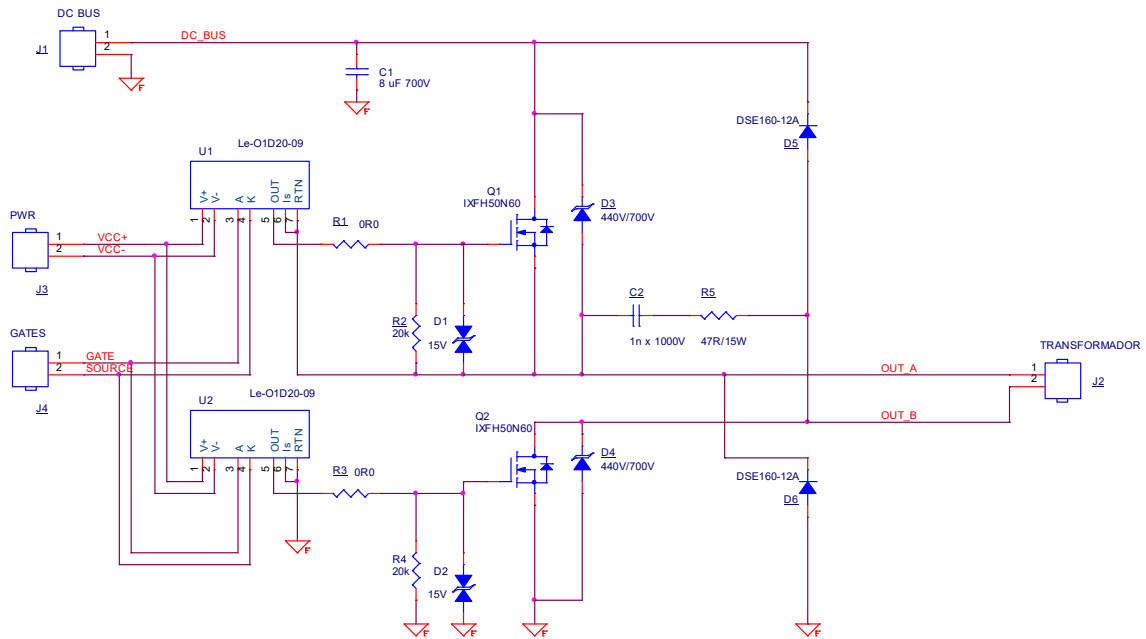 DC BUS
J1
1
2
DC_BUS
F
C1
8 uF 700V
F
DSE160-12A
D5
U1
Le-O1D20-09
V+
V-
A
K
OUT
Is
RTN
1
2
3
4
5
6
7
Q1
IXFH50N60
D3
440V/700V
PWR
1
2
VCC+
VCC-
J3
R1
0R0
R2
20k
D1
15V
C2
1n x 1000V
R5
47R/15W
GATES
1
2
GATE
SOURCE
J4
TRANSFORMADOR
1
2
J2
OUT_A
OUT_B
U2
Le-O1D20-09
V+
V-
A
K
OUT
Is
RTN
1
2
3
4
5
6
7
Q2
IXFH50N60
D4
440V/700V
R3
0R0
DSE160-12A
D6
F
R4
20k
D2
15V
F
F
F
F